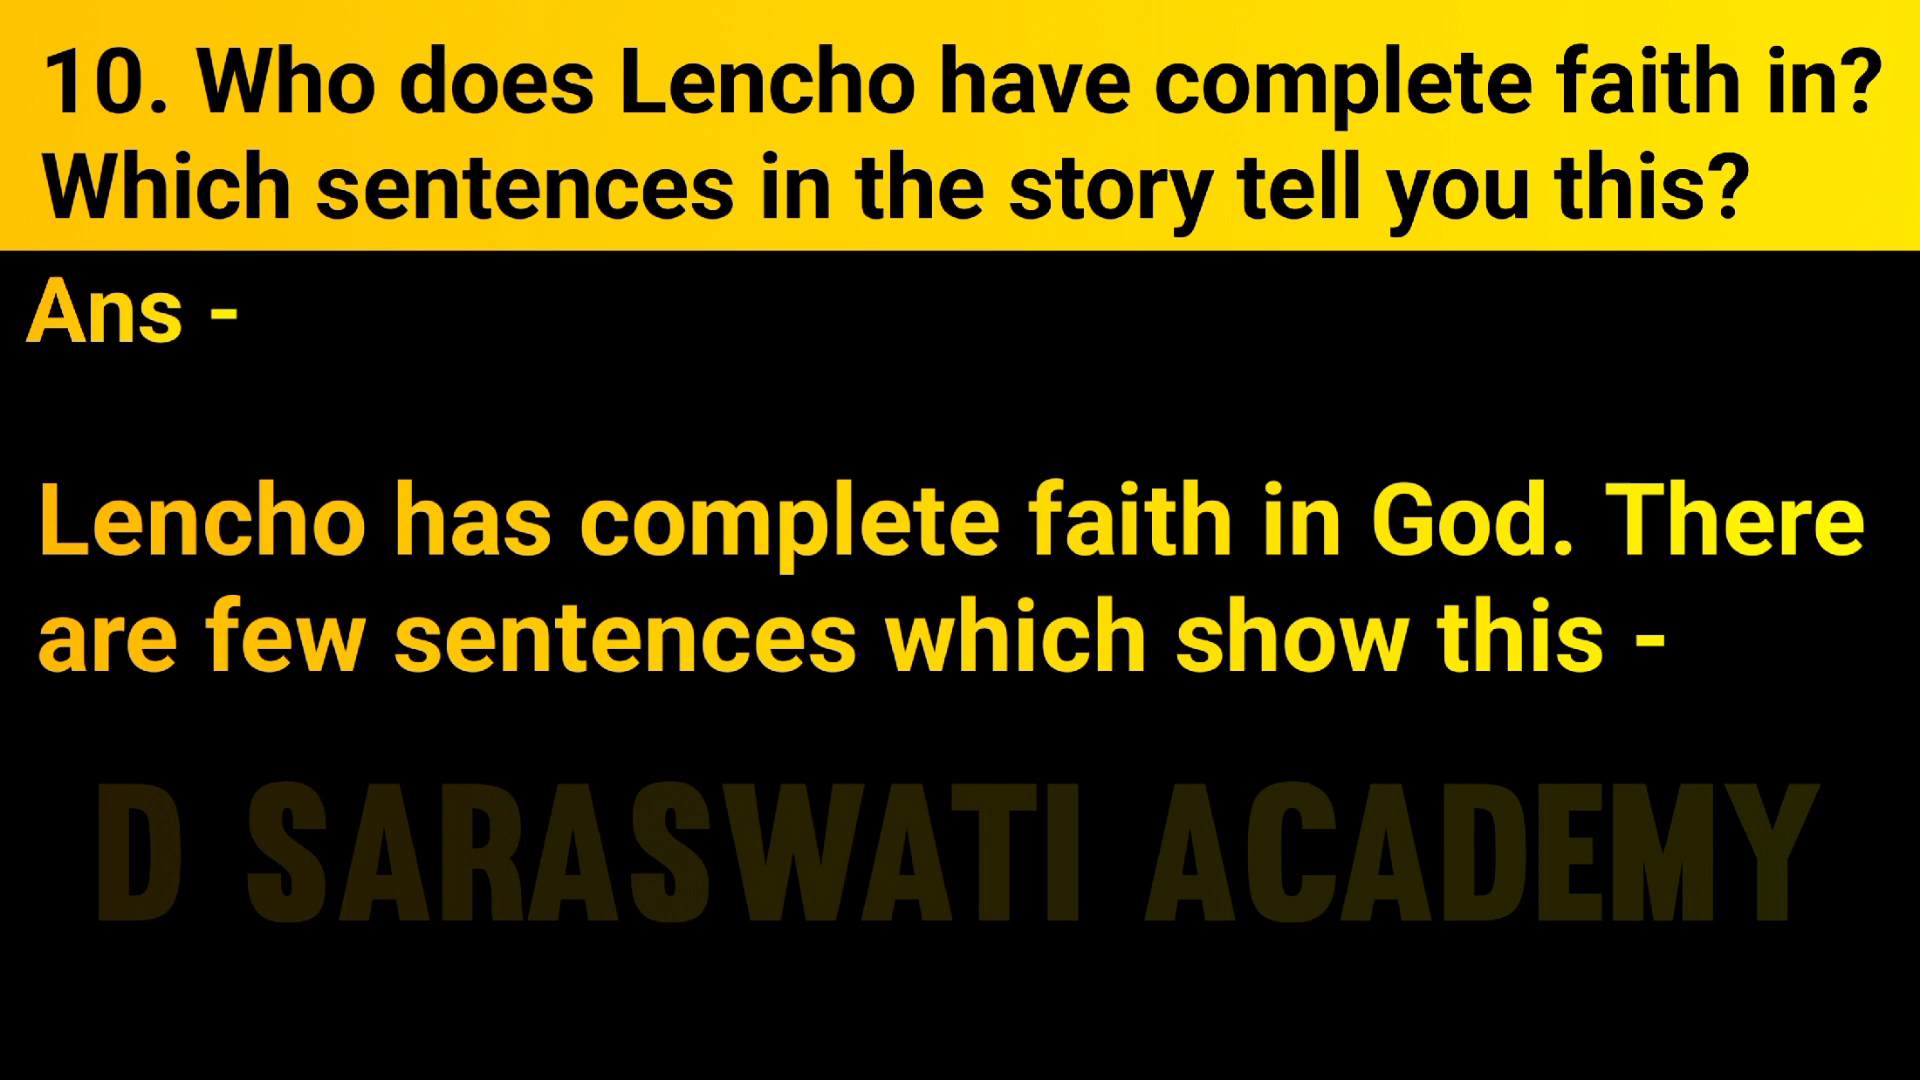 10. Who does Lencho have complete faith in?
Which sentences in the story tell you this?
Ans -
Lencho has complete faith in God. There
are few sentences which show this -
D SARASWATI ACADEMY